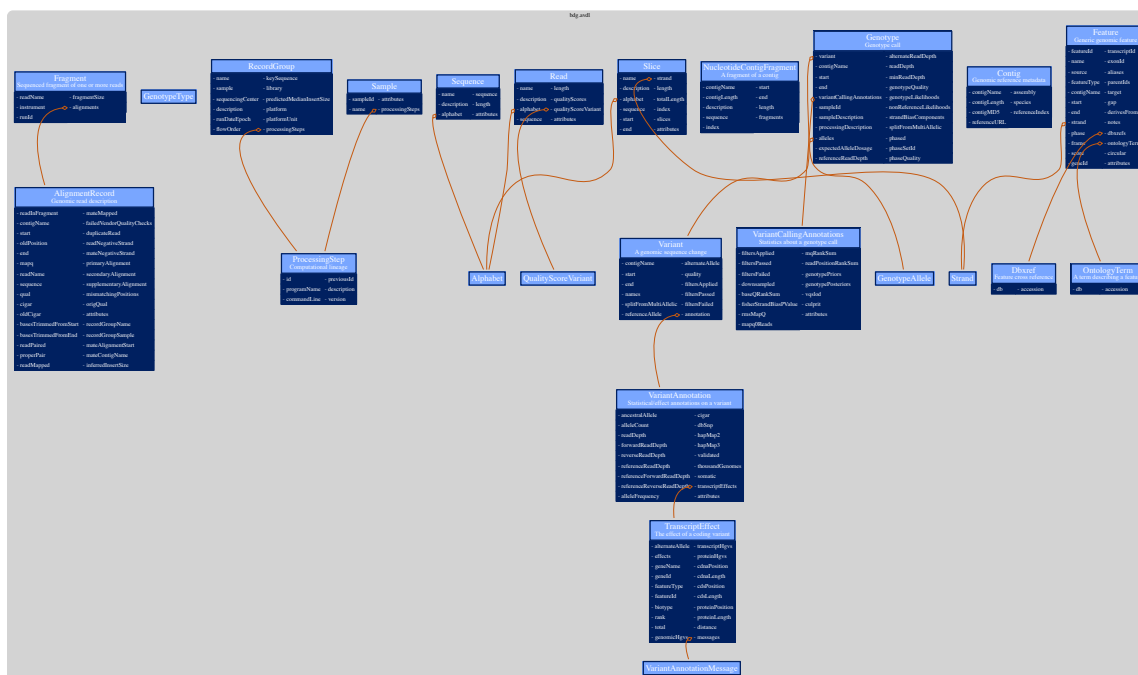 bdg.avdl
Fragment
Sequenced fragment of one or more reads
- readName - fragmentSize
- instrument - alignments
- runId
GenotypeType
RecordGroup
- name - keySequence
- sample - library
- sequencingCenter - predictedMedianInsertSize
- description - platform
- runDateEpoch - platformUnit
- flowOrder - processingSteps
Sample
- sampleId - attributes
- name - processingSteps
Sequence
- name - sequence
- description - length
- alphabet - attributes
Read
- name - length
- description - qualityScores
- alphabet - qualityScoreVariant
- sequence - attributes
Slice
- name - strand
- description - length
- alphabet - totalLength
- sequence - index
- start - slices
- end - attributes
NucleotideContigFragment
A fragment of a contig
- contigName - start
- contigLength - end
- description - length
- sequence - fragments
- index
Genotype
Genotype call
- variant - alternateReadDepth
- contigName - readDepth
- start - minReadDepth
- end - genotypeQuality
- variantCallingAnnotations - genotypeLikelihoods
- sampleId - nonReferenceLikelihoods
- sampleDescription - strandBiasComponents
- processingDescription - splitFromMultiAllelic
- alleles - phased
- expectedAlleleDosage - phaseSetId
- referenceReadDepth - phaseQuality
Contig
Genomic reference metadata
- contigName - assembly
- contigLength - species
- contigMD5 - referenceIndex
- referenceURL
Feature
Generic genomic feature
- featureId - transcriptId
- name - exonId
- source - aliases
- featureType - parentIds
- contigName - target
- start - gap
- end - derivesFrom
- strand - notes
- phase - dbxrefs
- frame - ontologyTerms
- score - circular
- geneId - attributes
AlignmentRecord
Genomic read description
- readInFragment - mateMapped
- contigName - failedVendorQualityChecks
- start - duplicateRead
- oldPosition - readNegativeStrand
- end - mateNegativeStrand
- mapq - primaryAlignment
- readName - secondaryAlignment
- sequence - supplementaryAlignment
- qual - mismatchingPositions
- cigar - origQual
- oldCigar - attributes
- basesTrimmedFromStart - recordGroupName
- basesTrimmedFromEnd - recordGroupSample
- readPaired - mateAlignmentStart
- properPair - mateContigName
- readMapped - inferredInsertSize
ProcessingStep
Computational lineage
- id - previousId
- programName - description
- commandLine - version
Alphabet
QualityScoreVariant
Variant
A genomic sequence change
- contigName - alternateAllele
- start - quality
- end - filtersApplied
- names - filtersPassed
- splitFromMultiAllelic - filtersFailed
- referenceAllele - annotation
VariantCallingAnnotations
Statistics about a genotype call
- filtersApplied - mqRankSum
- filtersPassed - readPositionRankSum
- filtersFailed - genotypePriors
- downsampled - genotypePosteriors
- baseQRankSum - vqslod
- fisherStrandBiasPValue - culprit
- rmsMapQ - attributes
- mapq0Reads
GenotypeAllele
Strand
Dbxref
Feature cross reference
- db - accession
OntologyTerm
A term describing a feature
- db - accession
VariantAnnotation
Statistical/effect annotations on a variant
- ancestralAllele - cigar
- alleleCount - dbSnp
- readDepth - hapMap2
- forwardReadDepth - hapMap3
- reverseReadDepth - validated
- referenceReadDepth - thousandGenomes
- referenceForwardReadDepth - somatic
- referenceReverseReadDepth - transcriptEffects
- alleleFrequency - attributes
TranscriptEffect
The effect of a coding variant
- alternateAllele - transcriptHgvs
- effects - proteinHgvs
- geneName - cdnaPosition
- geneId - cdnaLength
- featureType - cdsPosition
- featureId - cdsLength
- biotype - proteinPosition
- rank - proteinLength
- total - distance
- genomicHgvs - messages
VariantAnnotationMessage